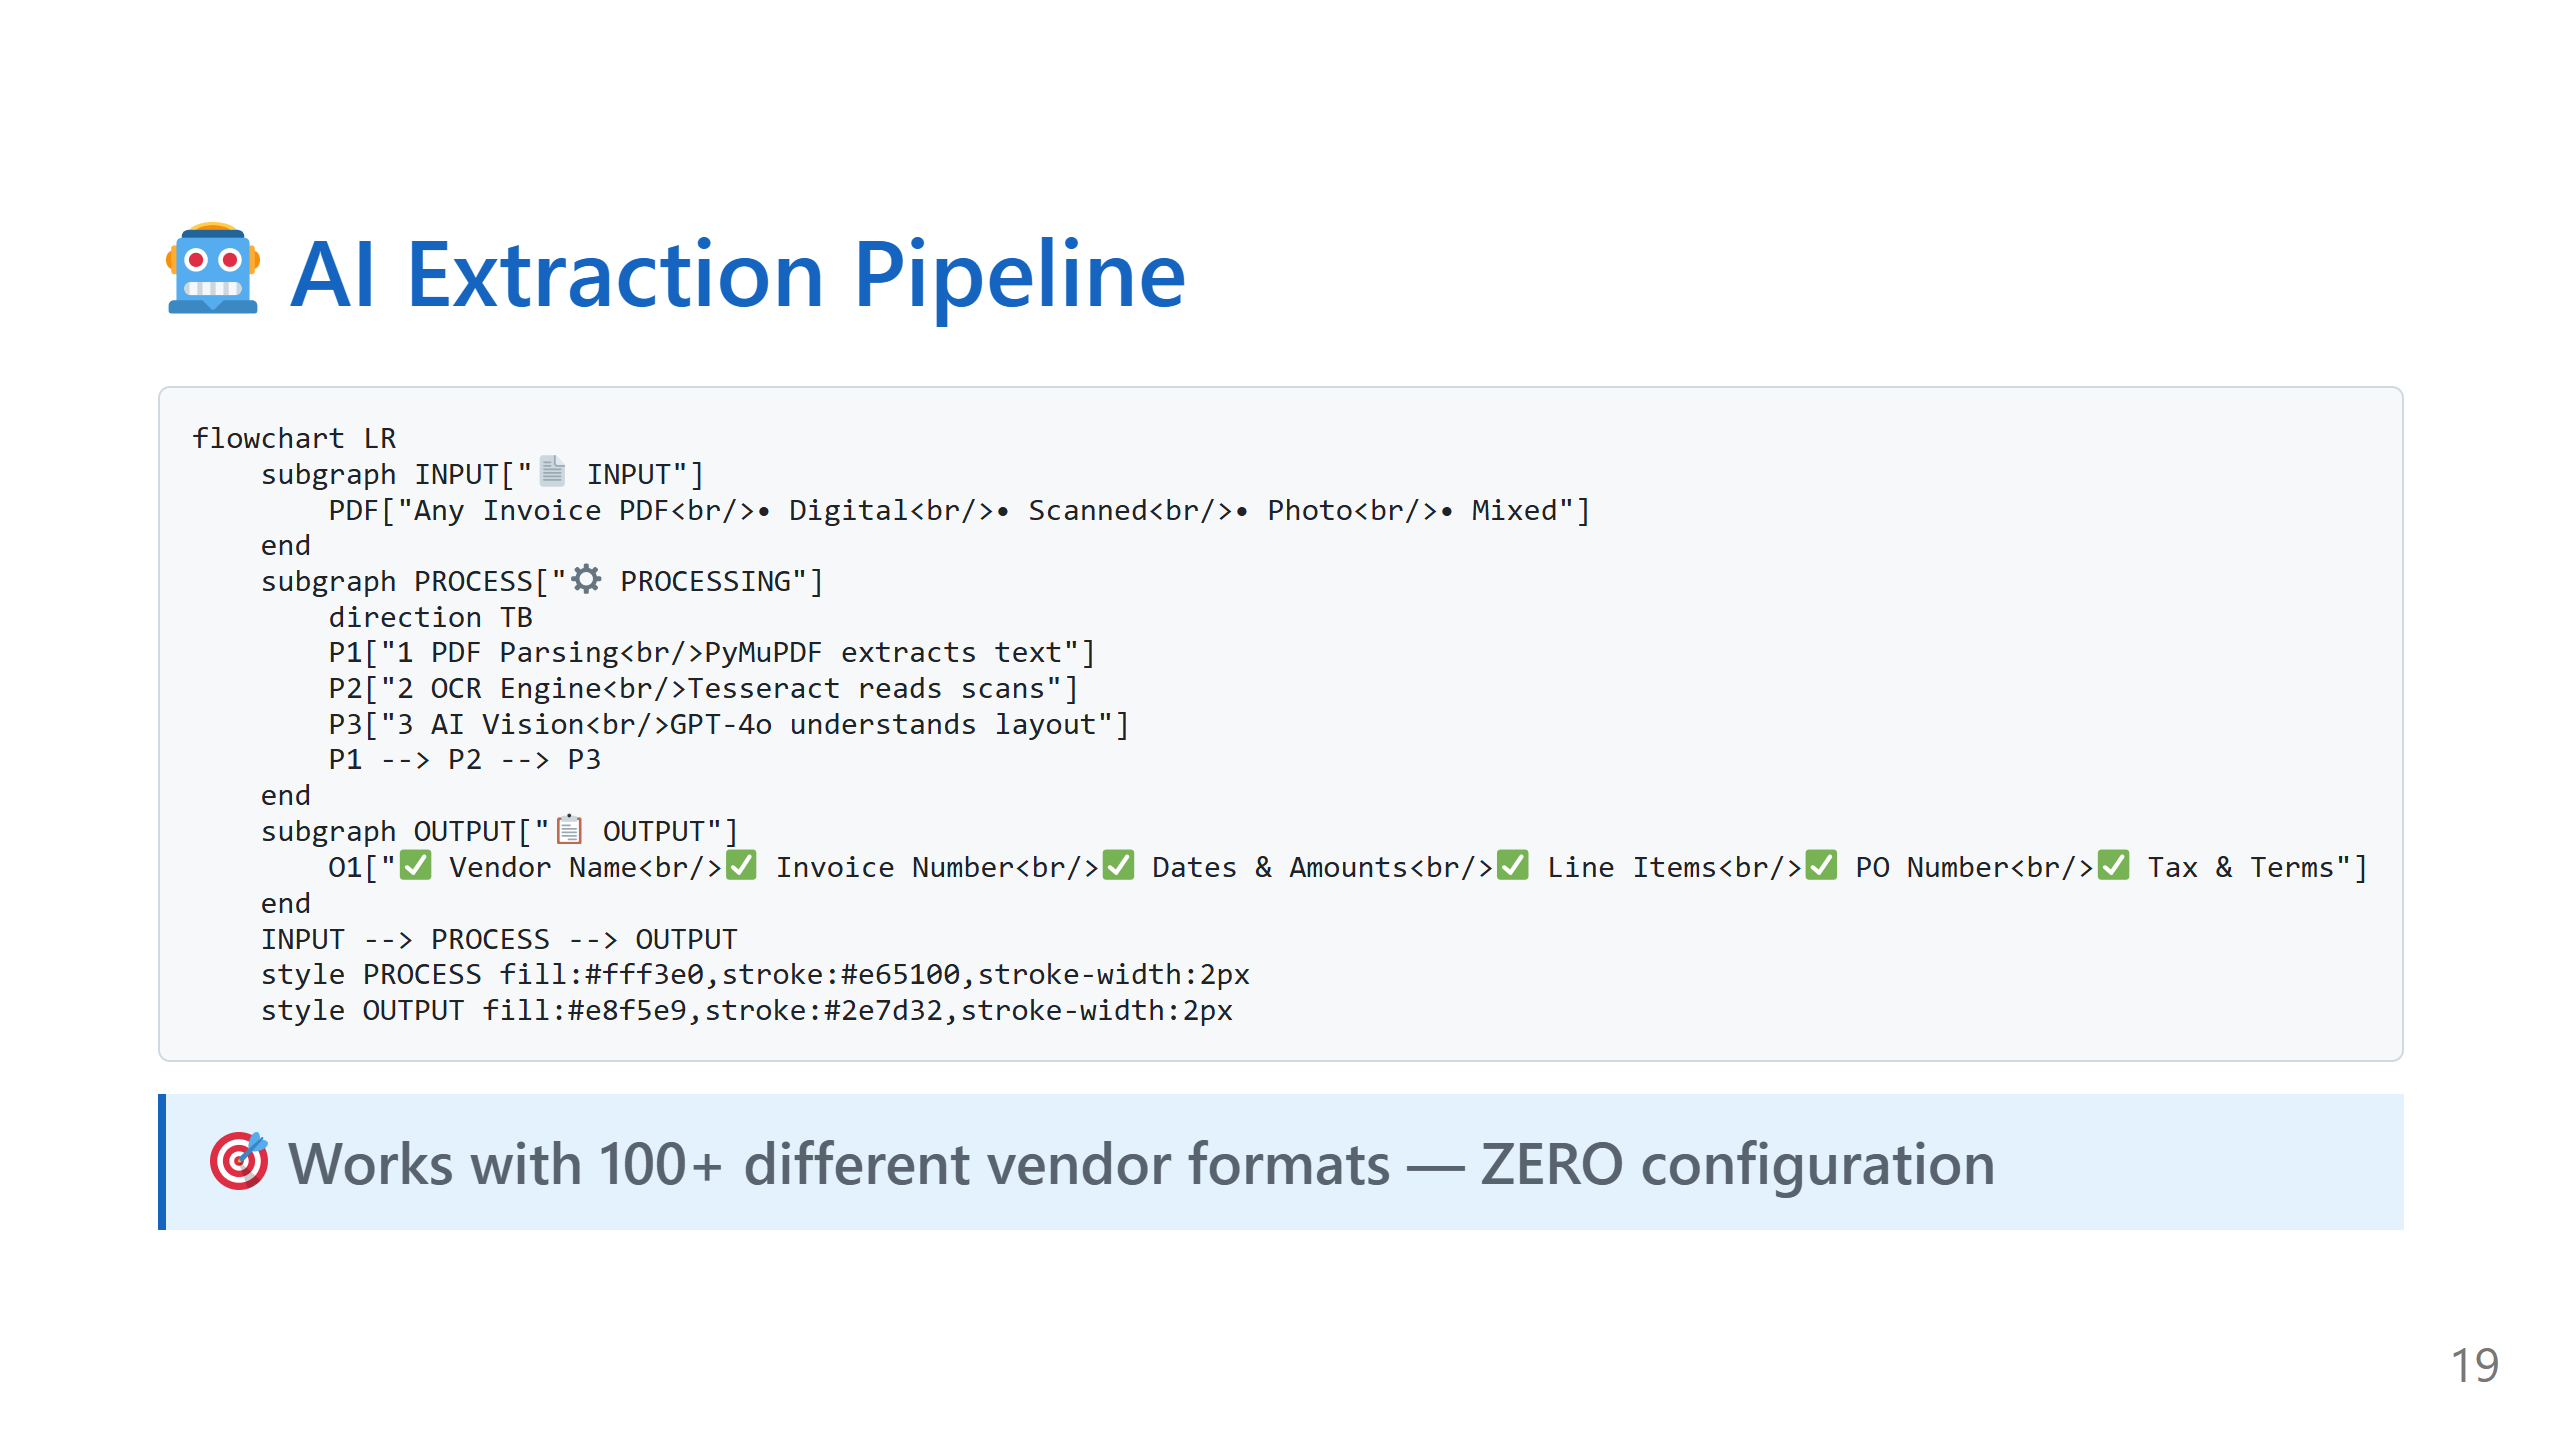 🤖 AI Extraction Pipeline
flowchart LR
    subgraph INPUT["📄 INPUT"]
        PDF["Any Invoice PDF<br/>• Digital<br/>• Scanned<br/>• Photo<br/>• Mixed"]
    end
    subgraph PROCESS["⚙️ PROCESSING"]
        direction TB
        P1["1 PDF Parsing<br/>PyMuPDF extracts text"]
        P2["2 OCR Engine<br/>Tesseract reads scans"]
        P3["3 AI Vision<br/>GPT-4o understands layout"]
        P1 --> P2 --> P3
    end
    subgraph OUTPUT["📋 OUTPUT"]
        O1["✅ Vendor Name<br/>✅ Invoice Number<br/>✅ Dates & Amounts<br/>✅ Line Items<br/>✅ PO Number<br/>✅ Tax & Terms"]
    end
    INPUT --> PROCESS --> OUTPUT
    style PROCESS fill:#fff3e0,stroke:#e65100,stroke-width:2px
    style OUTPUT fill:#e8f5e9,stroke:#2e7d32,stroke-width:2px
🎯 Works with 100+ different vendor formats — ZERO configuration
19